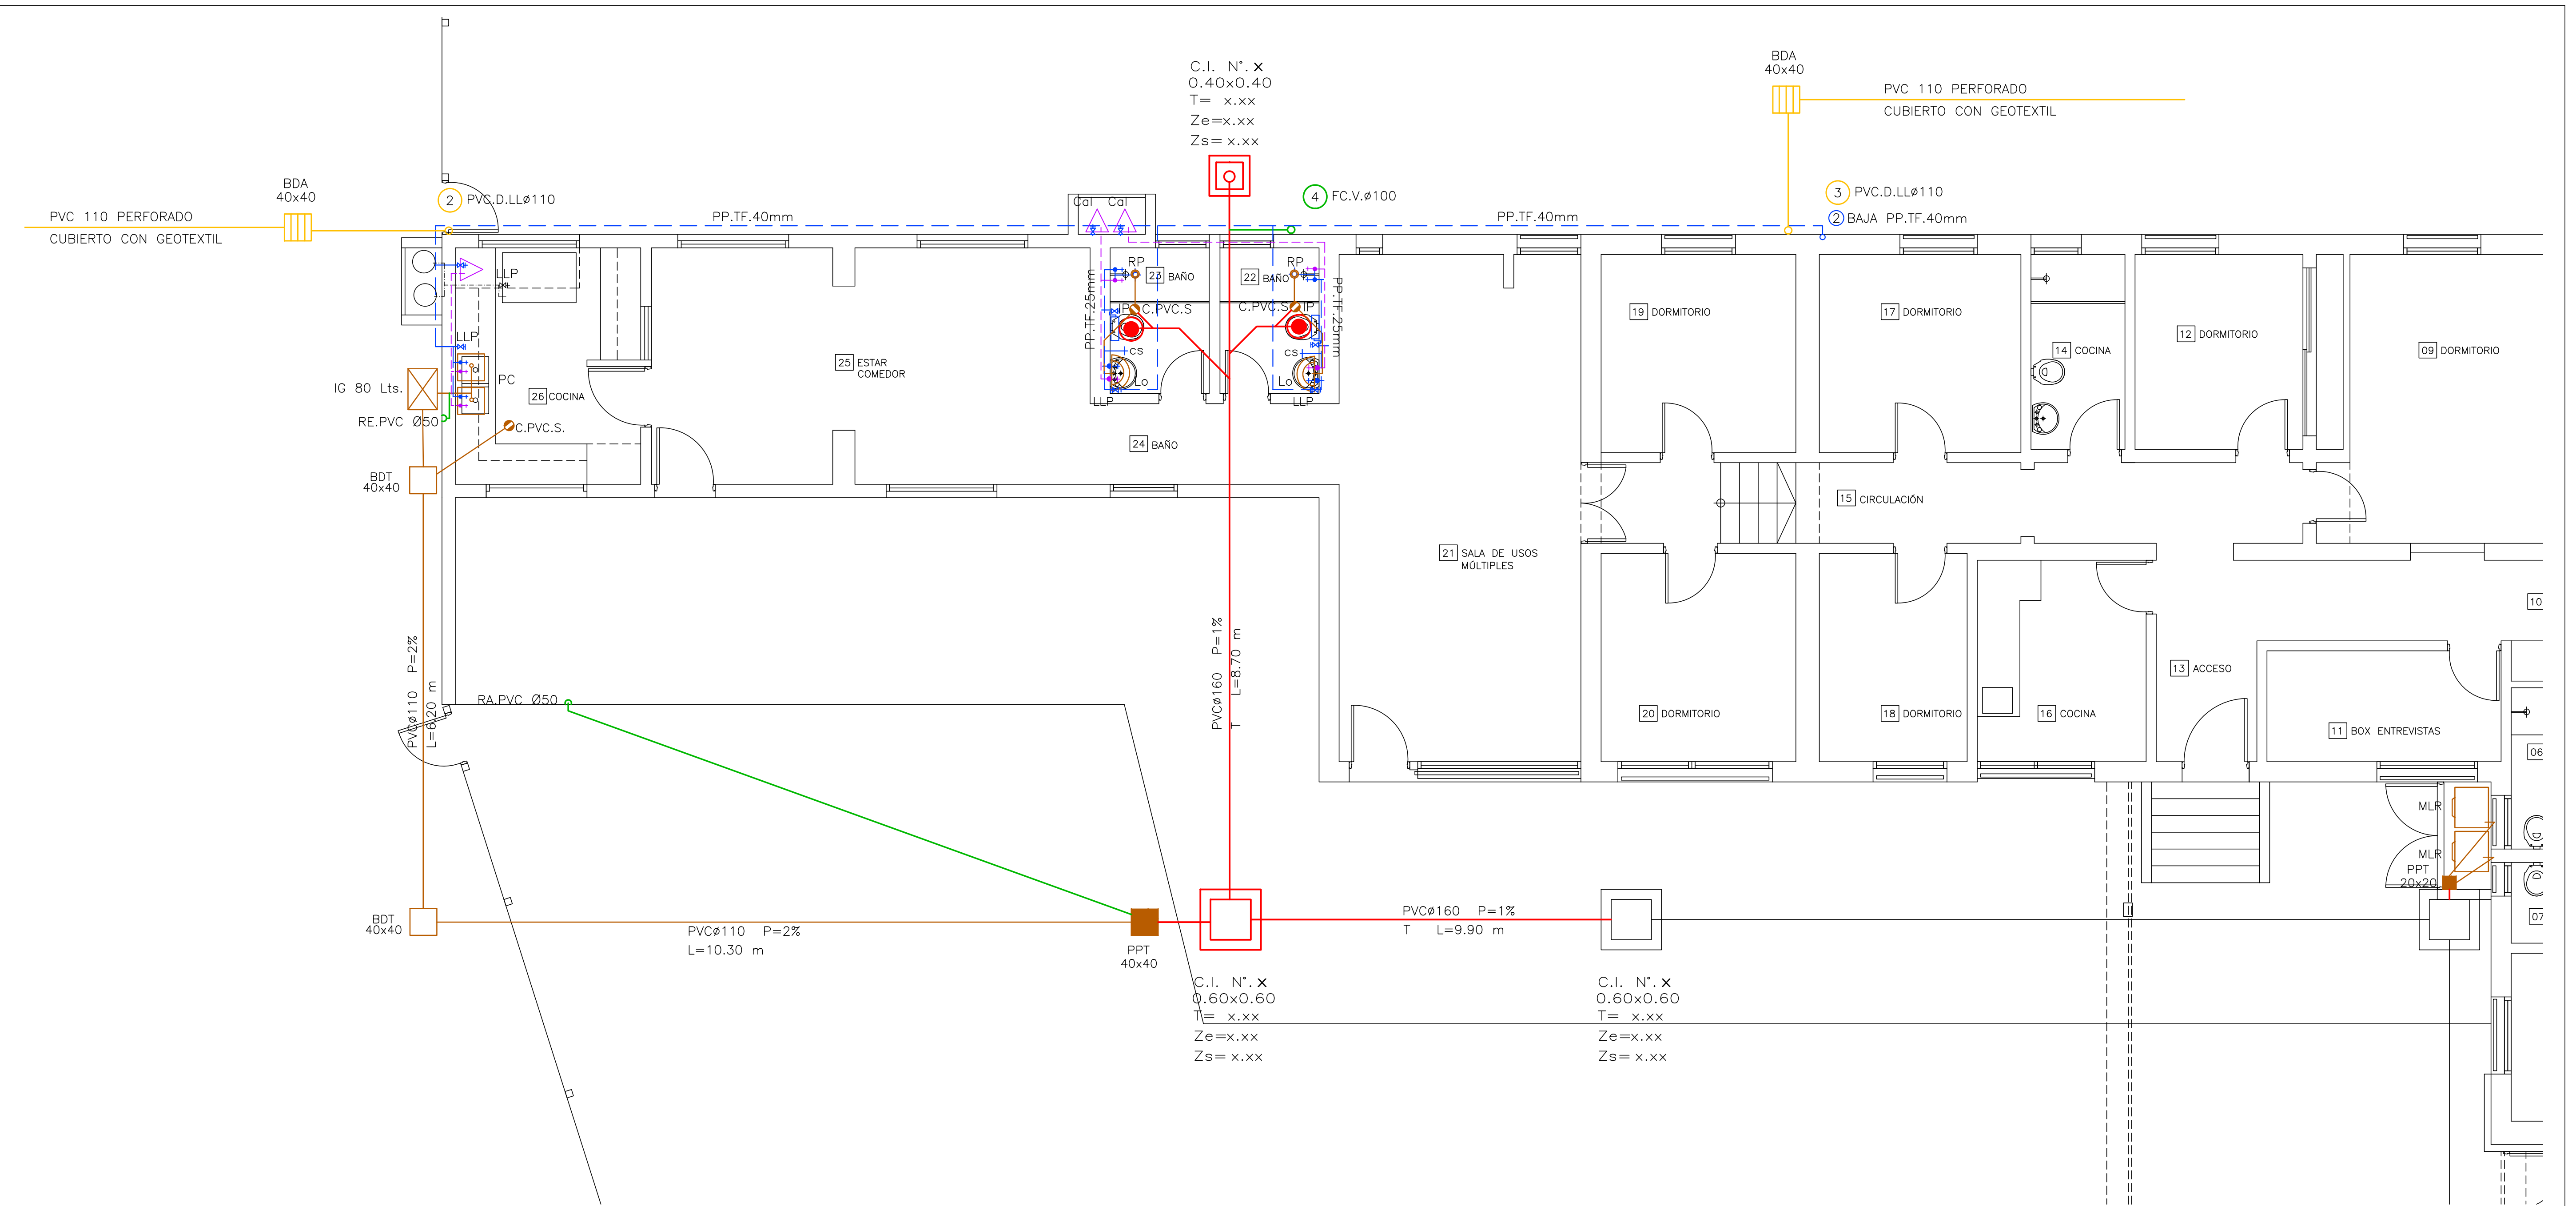 C.I. N°. x
0.40x0.40
T= x.xx
Ze=x.xx
Zs= x.xx
BDA
40x40
PVC 110 PERFORADO
CUBIERTO CON GEOTEXTIL
BDA
40x40
PVC 110 PERFORADO
CUBIERTO CON GEOTEXTIL
2 PVC.D.LLø110
PP.TF.40mm
Cal Cal
4 FC.V.ø100
PP.TF.40mm
3 PVC.D.LLø110
2 BAJA PP.TF.40mm
LLP
LLP
PC
IG 80 Lts.
RE.PVC Ø50
C.PVC.S.
26 COCINA
BDT
40x40
25 ESTAR
COMEDOR
PP.TF.25mm
RP
23 BAÑO
IP
C.PVC.S
cs
Lo
LLP
RP
22 BAÑO
C.PVC.S
IP
cs
Lo
LLP
PP.TF.25mm
24 BAÑO
19 DORMITORIO
17 DORMITORIO
14 COCINA
12 DORMITORIO
09 DORMITORIO
15 CIRCULACIÓN
21 SALA DE USOS
MÚLTIPLES
10
13 ACCESO
20 DORMITORIO
18 DORMITORIO
16 COCINA
11 BOX ENTREVISTAS
06
PVCø110 P=2%
L=6.20 m
RA.PVC Ø50
PVCø160 P=1%
T L=8.70 m
MLR
MLR
PPT
20x20
07
BDT
40x40
PVCø110 P=2%
L=10.30 m
PPT
40x40
PVCø160 P=1%
T L=9.90 m
C.I. N°. x
0.60x0.60
T= x.xx
Ze=x.xx
Zs= x.xx
C.I. N°. x
0.60x0.60
T= x.xx
Ze=x.xx
Zs= x.xx